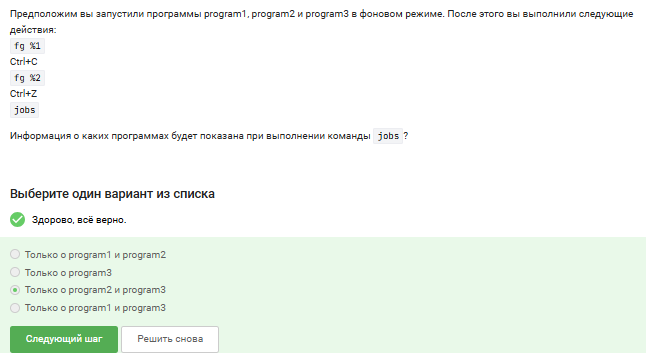 Предположим вы запустили программы program1, program2 и program3 в фоновом режиме. После этого вы выполнили следующие
действия:
fg %1
Ctrl+C
fg %2
Ctrl+Z
jobs
Информация о каких программах будет показана при выполнении команды jobs ?
Выберите один вариант из списка
Здорово, всё верно.
Только о program1 и program2
Только о program3
Только о program2 и program3
Только о program1 и program3
Следующий шаг Решить снова